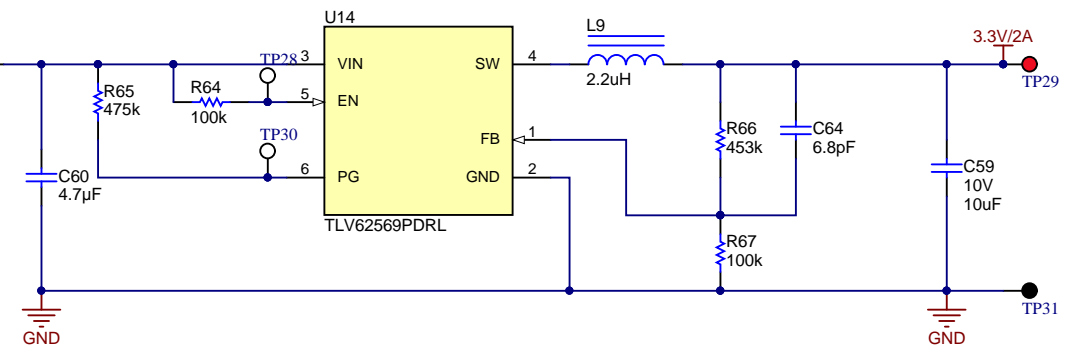 U14
L9
3.3V/2A
TP28
3
VIN
SW
4
TP29
R65
475k
R64
100k
5
EN
2.2uH
TP30
FB
1
R66
453k
C64
6.8pF
6
PG
GND
2
C60
4.7µF
C59
10V
10uF
TLV62569PDRL
R67
100k
TP31
GND
GND